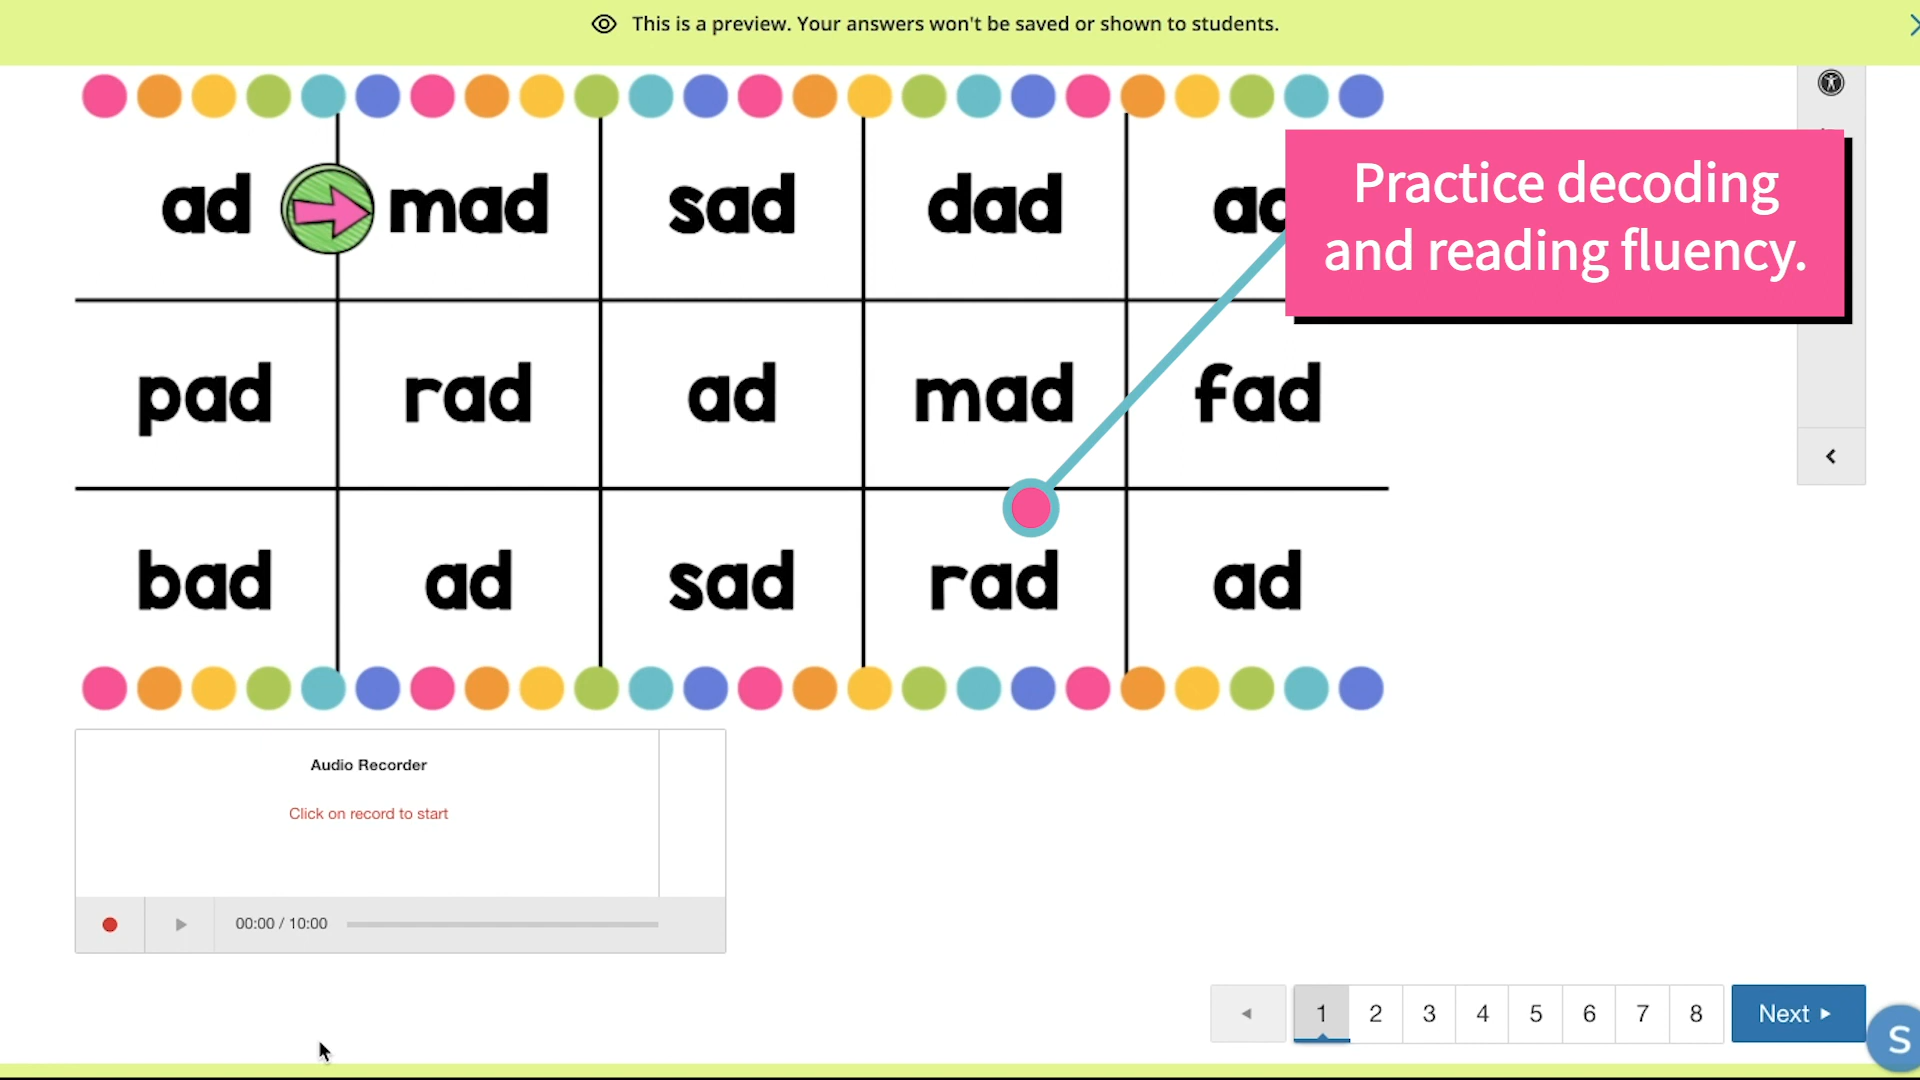 This is a preview. Your answers won't be saved or shown to students.
ad mad sad dad
Practice decoding
and reading fluency.
pad rad ad mad fad
bad ad sad rad ad
Audio Recorder
Click on record to start
00:00 / 10:00
1 2 3 4 5 6 7 8 Next
S